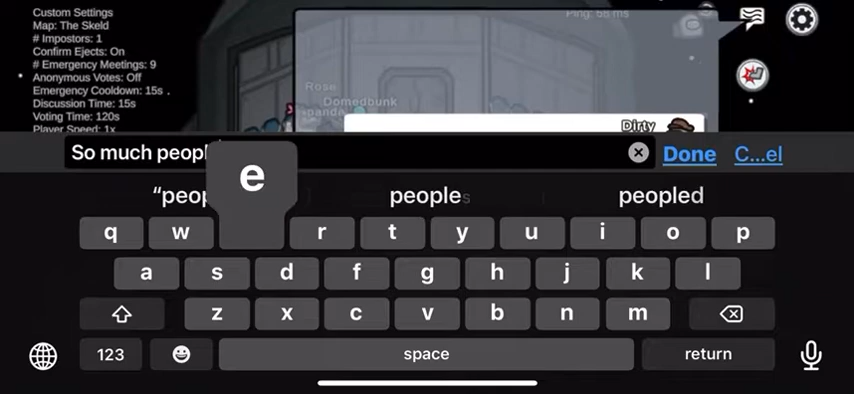 Custom Settings
Map: The Skeld
# Impostors: 1
Confirm Ejects: On
# Emergency Meetings: 9
Anonymous Votes: Off
Emergency Cooldown: 15s
Discussion Time: 15s
Voting Time: 120s
Player Speed: 1x
Ping: 58 ms
Rose
Domedbunk
panda
Dirty
So much people
Done C...el
e
people peopled
q w r t y u i o p
a s d f g h j k l
z x c v b n m
123 space return